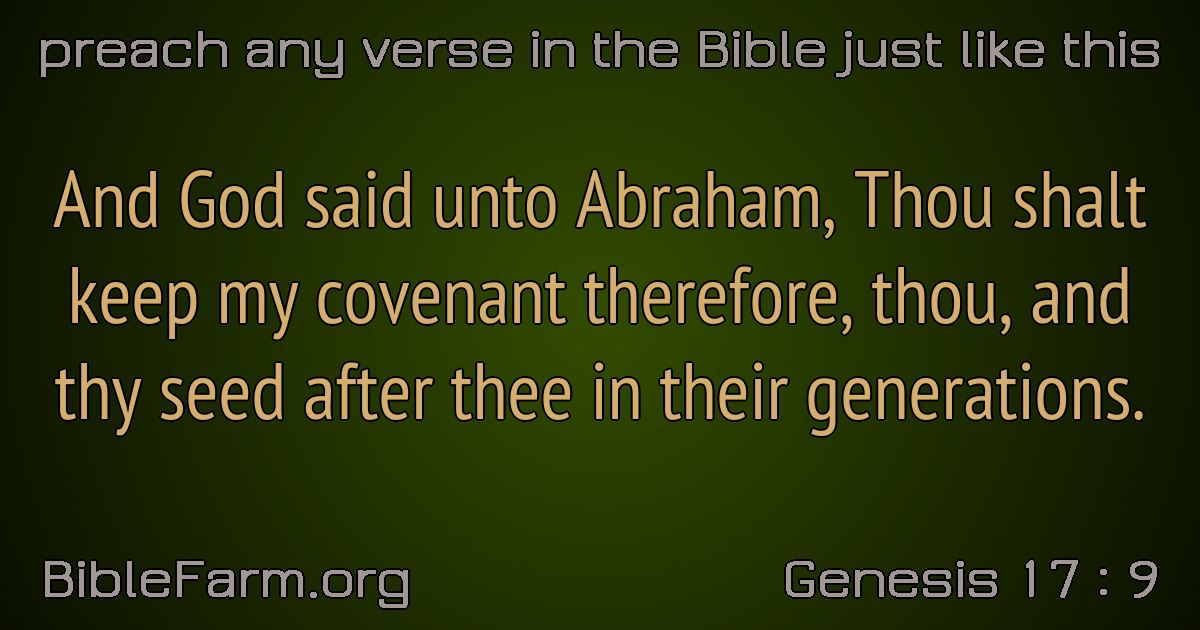 preach any verse in the Bible just like this
And God said unto Abraham, Thou shalt
keep my covenant therefore, thou, and
thy seed after thee in their generations.
BibleFarm.org
Genesis 17 : 9